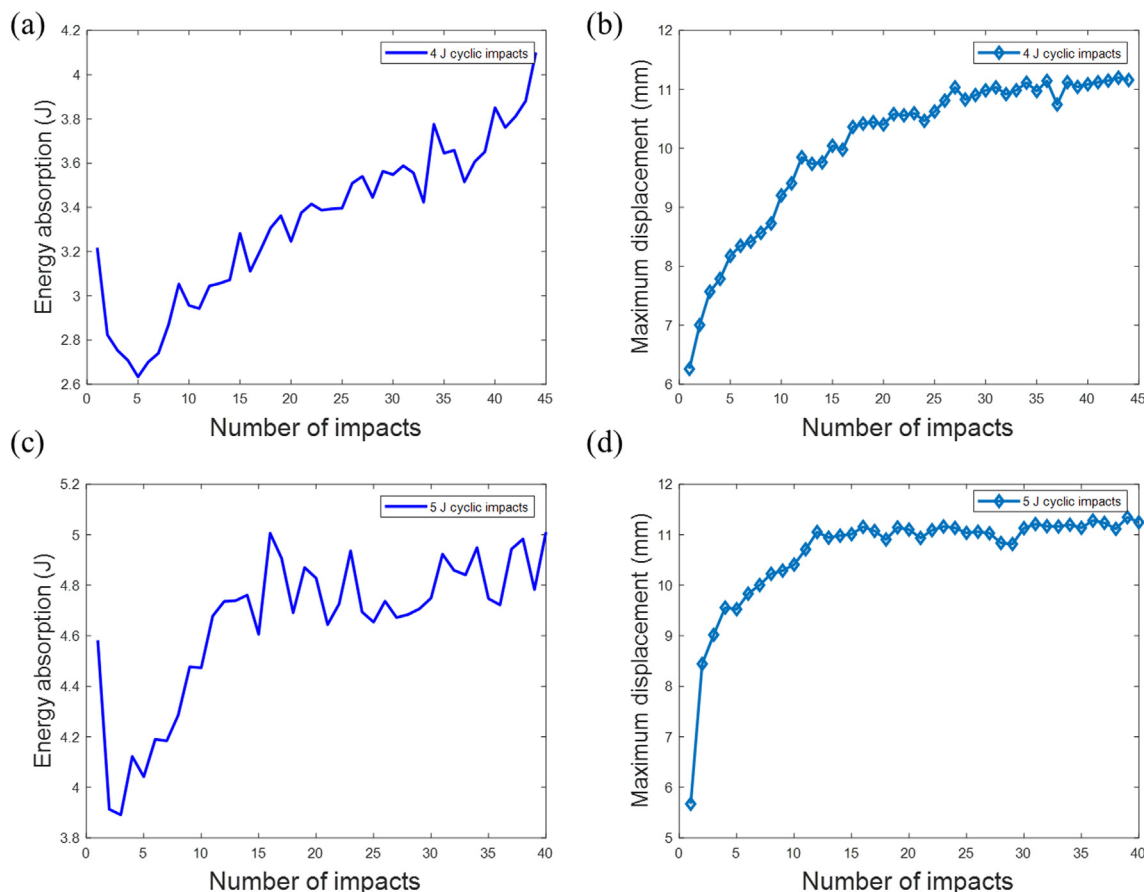 (a)
4.2
4
3.8
3.6
3.4
3.2
3
2.8
2.6
Energy absorption (J)
4 J cyclic impacts
0 5 10 15 20 25 30 35 40 45
Number of impacts
(b)
12
11
10
9
8
7
6
Maximum displacement (mm)
4 J cyclic impacts
0 5 10 15 20 25 30 35 40 45
Number of impacts
(c)
5.2
5
4.8
4.6
4.4
4.2
4
3.8
Energy absorption (J)
5 J cyclic impacts
0 5 10 15 20 25 30 35 40
Number of impacts
(d)
12
11
10
9
8
7
6
5
Maximum displacement (mm)
5 J cyclic impacts
0 5 10 15 20 25 30 35 40
Number of impacts